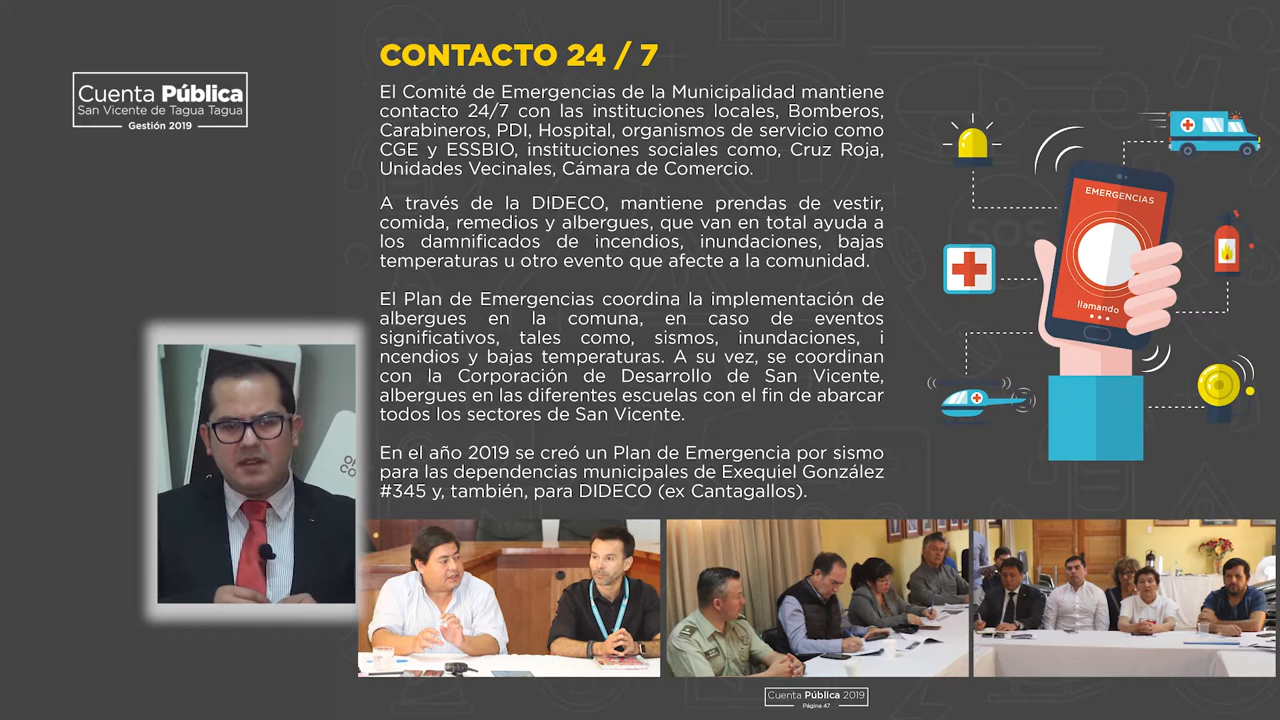 Cuenta Pública
San Vicente de Tagua Tagua
Gestión 2019
CONTACTO 24 / 7
El Comité de Emergencias de la Municipalidad mantiene
contacto 24/7 con las instituciones locales, Bomberos,
Carabineros, PDI, Hospital, organismos de servicio como
CGE y ESSBIO, instituciones sociales como, Cruz Roja,
Unidades Vecinales, Cámara de Comercio.
A través de la DIDECO, mantiene prendas de vestir,
comida, remedios y albergues, que van en total ayuda a
los damnificados de incendios, inundaciones, bajas
temperaturas u otro evento que afecte a la comunidad.
El Plan de Emergencias coordina la implementación de
albergues en la comuna, en caso de eventos
significativos, tales como, sismos, inundaciones, i
ncendios y bajas temperaturas. A su vez, se coordinan
con la Corporación de Desarrollo de San Vicente,
albergues en las diferentes escuelas con el fin de abarcar
todos los sectores de San Vicente.
En el año 2019 se creó un Plan de Emergencia por sismo
para las dependencias municipales de Exequiel González
#345 y, también, para DIDECO (ex Cantagallos).
EMERGENCIAS
llamando
SOS
Cuenta Pública 2019
Página 47